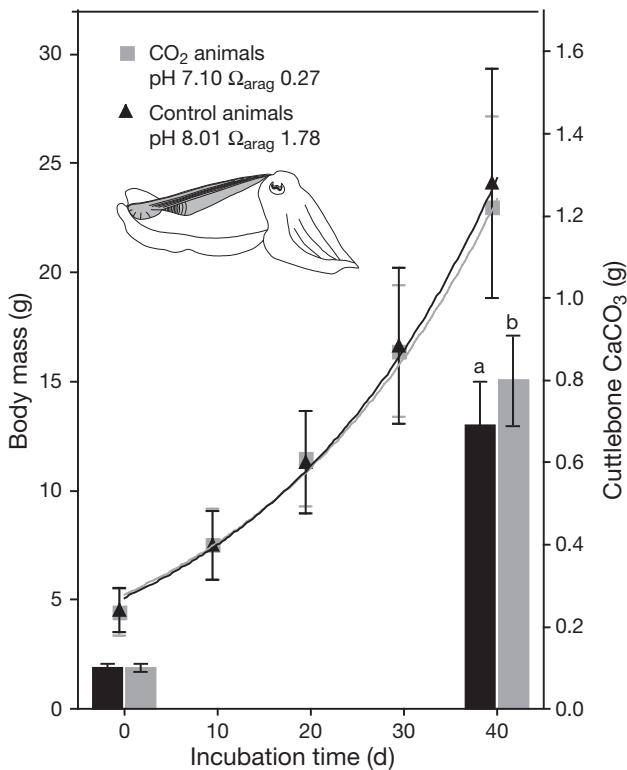 CO₂ animals
pH 7.10 Ωarag 0.27
Control animals
pH 8.01 Ωarag 1.78
Body mass (g)
30
25
20
15
10
5
0
Cuttlebone CaCO₃ (g)
1.6
1.4
1.2
1.0
0.8
0.6
0.4
0.2
0.0
a
b
0 10 20 30 40
Incubation time (d)